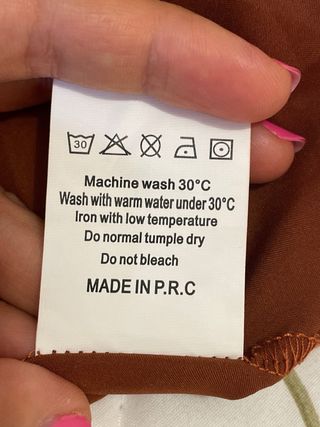 30
Machine wash 30°C
Wash with warm water under 30°C
Iron with low temperature
Do normal tumple dry
Do not bleach
MADE IN P.R.C